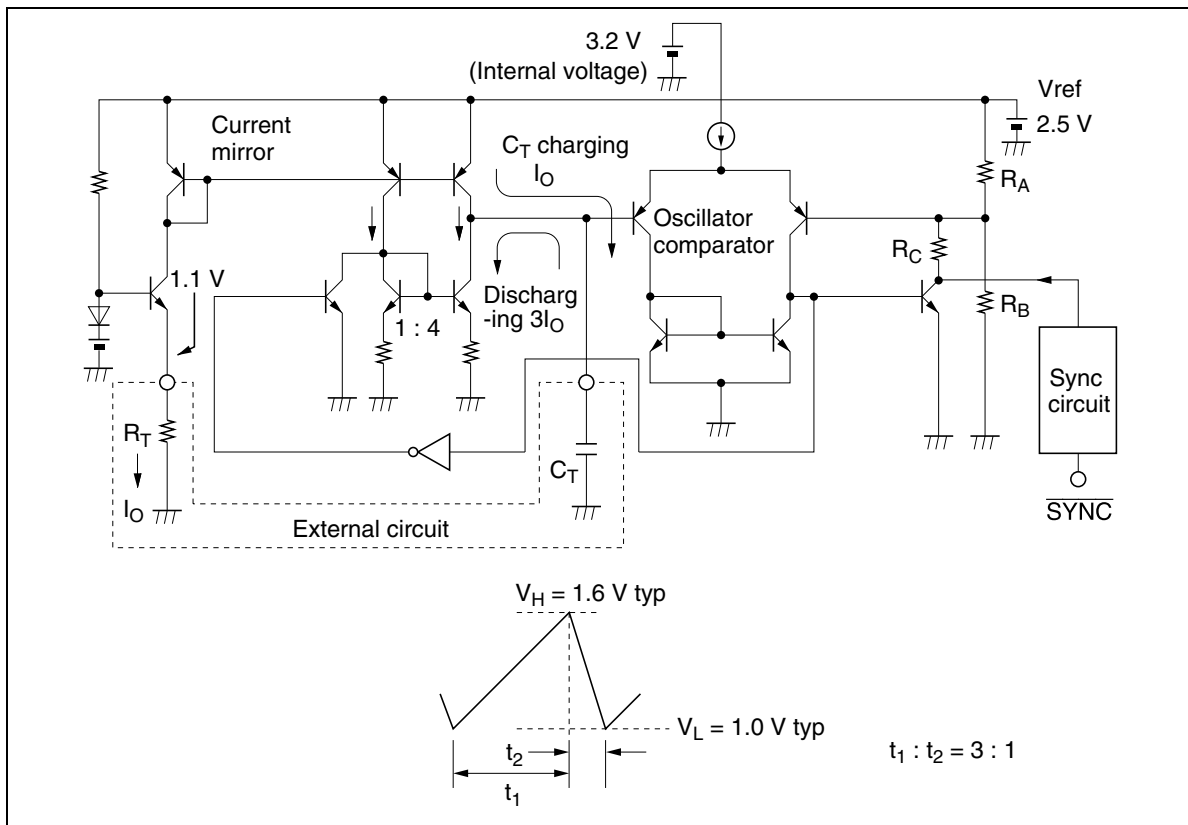 3.2 V
(Internal voltage)
Vref
2.5 V
Current
mirror
C_T charging
I_O
R_A
Oscillator
comparator
R_C
1.1 V
Discharg
-ing 3I_O
R_B
1 : 4
Sync
circuit
R_T
C_T
I_O
External circuit
SYNC
V_H = 1.6 V typ
V_L = 1.0 V typ
t_2
t_1 : t_2 = 3 : 1
t_1